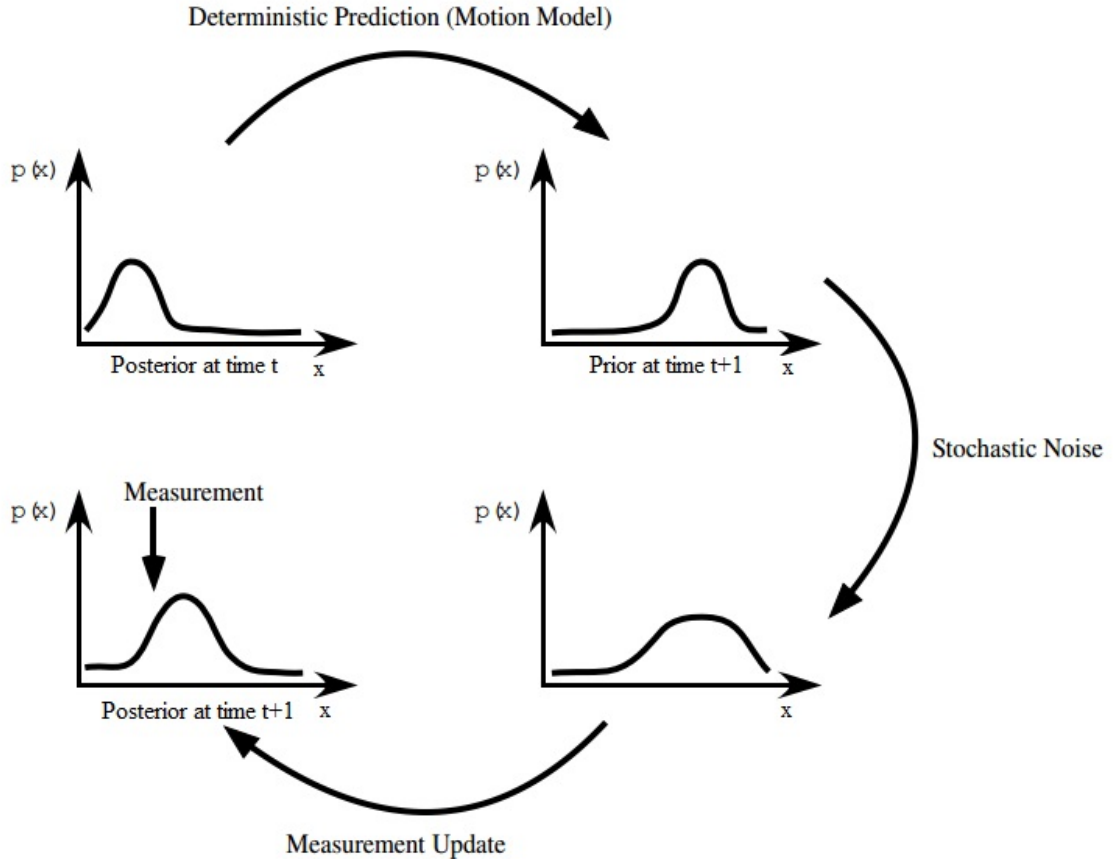 Deterministic Prediction (Motion Model)
p(x)
p(x)
Posterior at time t
x
Prior at time t+1
x
Stochastic Noise
Measurement
p(x)
p(x)
Posterior at time t+1
x
x
Measurement Update